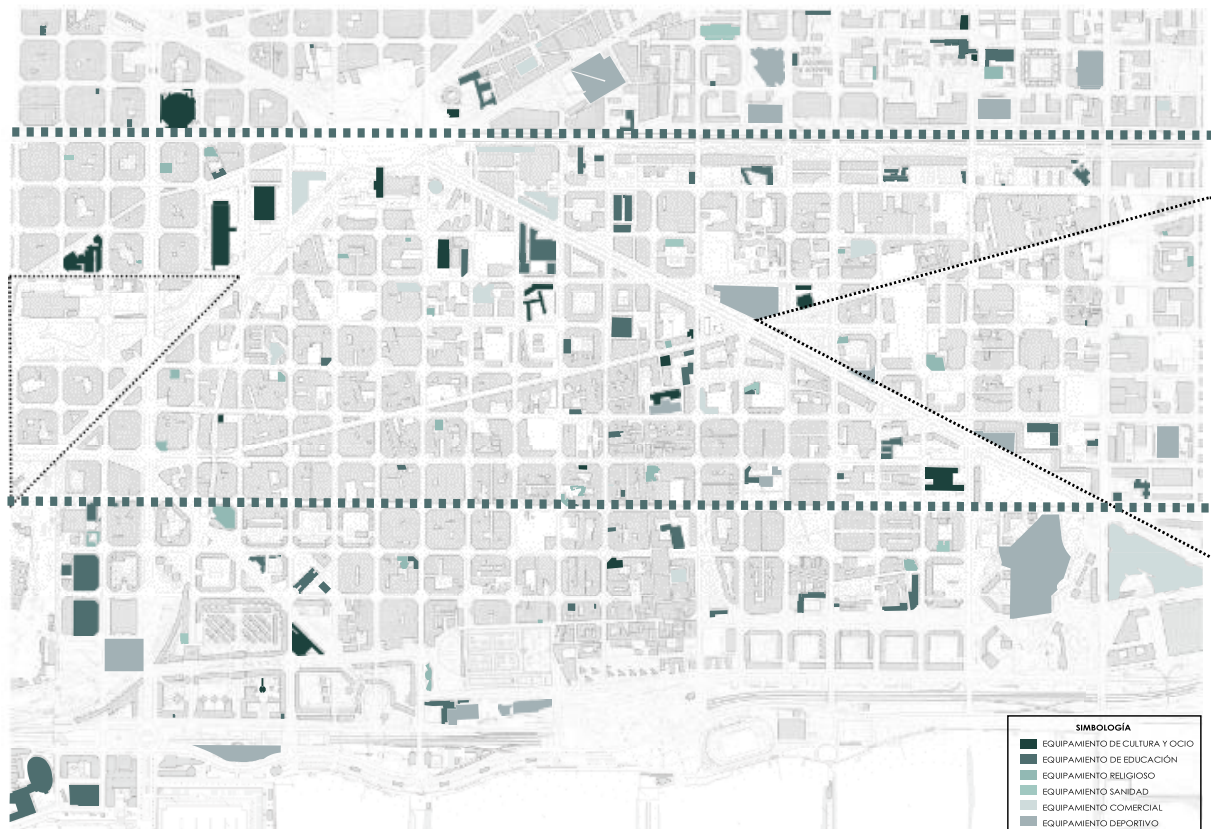 SIMBOLOGÍA
EQUIPAMIENTO DE CULTURA Y OCIO
EQUIPAMIENTO DE EDUCACIÓN
EQUIPAMIENTO RELIGIOSO
EQUIPAMIENTO SANIDAD
EQUIPAMIENTO COMERCIAL
EQUIPAMIENTO DEPORTIVO